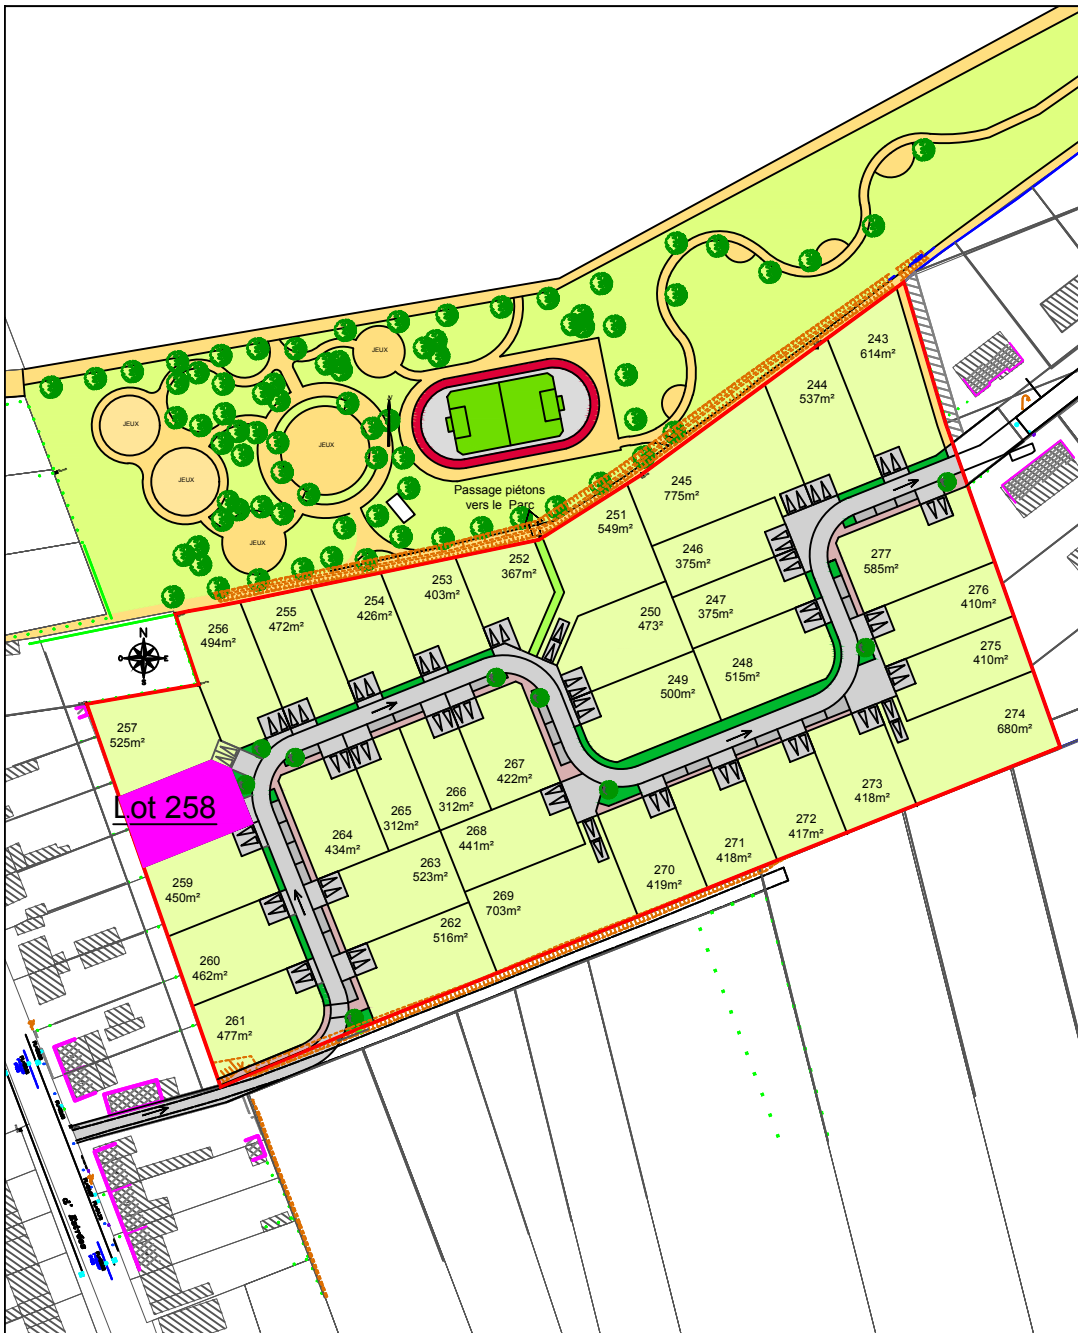 JEUX
JEUX
JEUX
JEUX
JEUX
Passage piétons
vers le Parc
243
614m²
244
537m²
245
775m²
251
549m²
246
375m²
247
375m²
277
585m²
276
410m²
275
410m²
274
680m²
252
367m²
253
403m²
254
426m²
255
472m²
256
494m²
N
E
S
O
250
473²
249
500m²
248
515m²
257
525m²
Lot 258
267
422m²
266
312m²
265
312m²
264
434m²
268
441m²
263
523m²
269
703m²
262
516m²
273
418m²
272
417m²
271
418m²
270
419m²
259
450m²
260
462m²
261
477m²